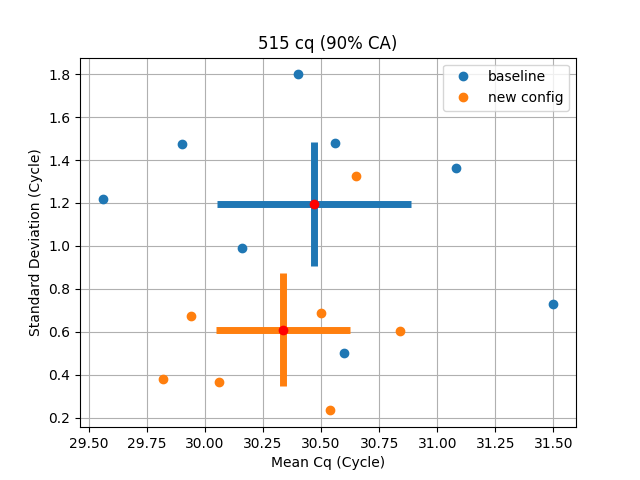 515 cq (90% CA)
baseline
new config
Standard Deviation (Cycle)
1.8
1.6
1.4
1.2
1.0
0.8
0.6
0.4
0.2
29.50 29.75 30.00 30.25 30.50 30.75 31.00 31.25 31.50
Mean Cq (Cycle)